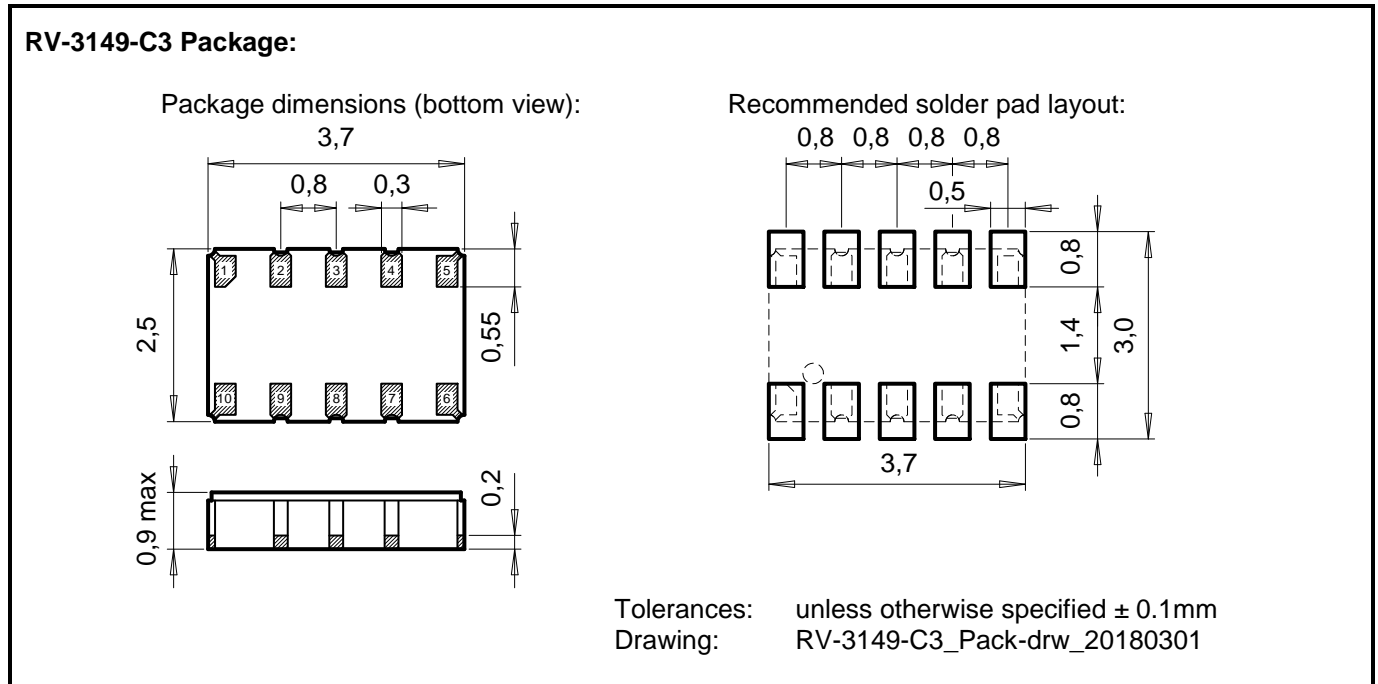 RV-3149-C3 Package:
Package dimensions (bottom view):
3,7
0,8 0,3
1 2 3 4 5
2,5
0,55
10 9 8 7 6
0,9 max
0,2
Recommended solder pad layout:
0,8 0,8 0,8 0,8
0,5
0,8
1,4
3,0
0,8
3,7
Tolerances: unless otherwise specified ± 0.1mm
Drawing: RV-3149-C3_Pack-drw_20180301